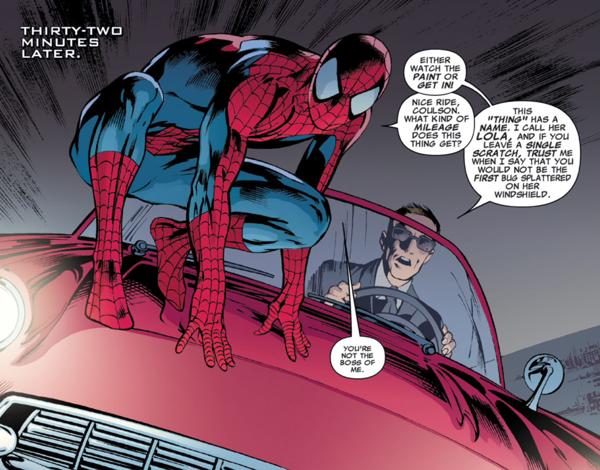 THIRTY-TWO
MINUTES
LATER.
EITHER
WATCH THE
PAINT OR
GET IN!
NICE RIDE,
COULSON.
WHAT KIND OF
MILEAGE
DOES THIS
THING GET?
THIS
"THING" HAS A
NAME. I CALL HER
LOLA, AND IF YOU
LEAVE A SINGLE
SCRATCH, TRUST ME
WHEN I SAY THAT YOU
WOULD NOT BE THE
FIRST BUG SPLATTERED
ON HER
WINDSHIELD.
YOU'RE
NOT THE
BOSS OF
ME.